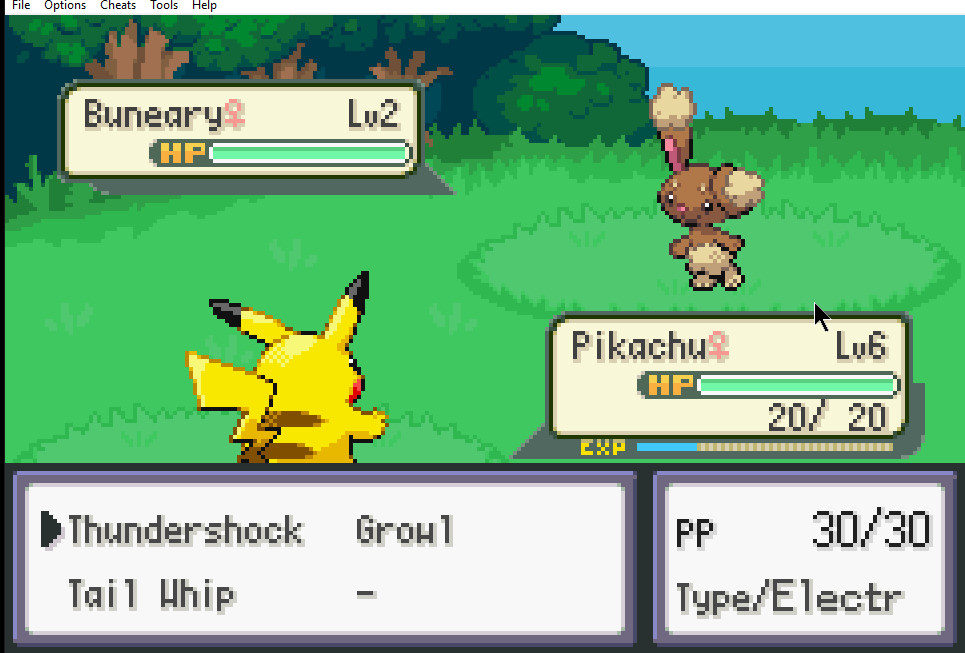 File Options Cheats Tools Help
Buneary♀ Lv2
HP
Pikachu♀ Lv6
HP
20/ 20
EXP
Thundershock Growl
Tail Whip -
PP 30/30
Type/Electr